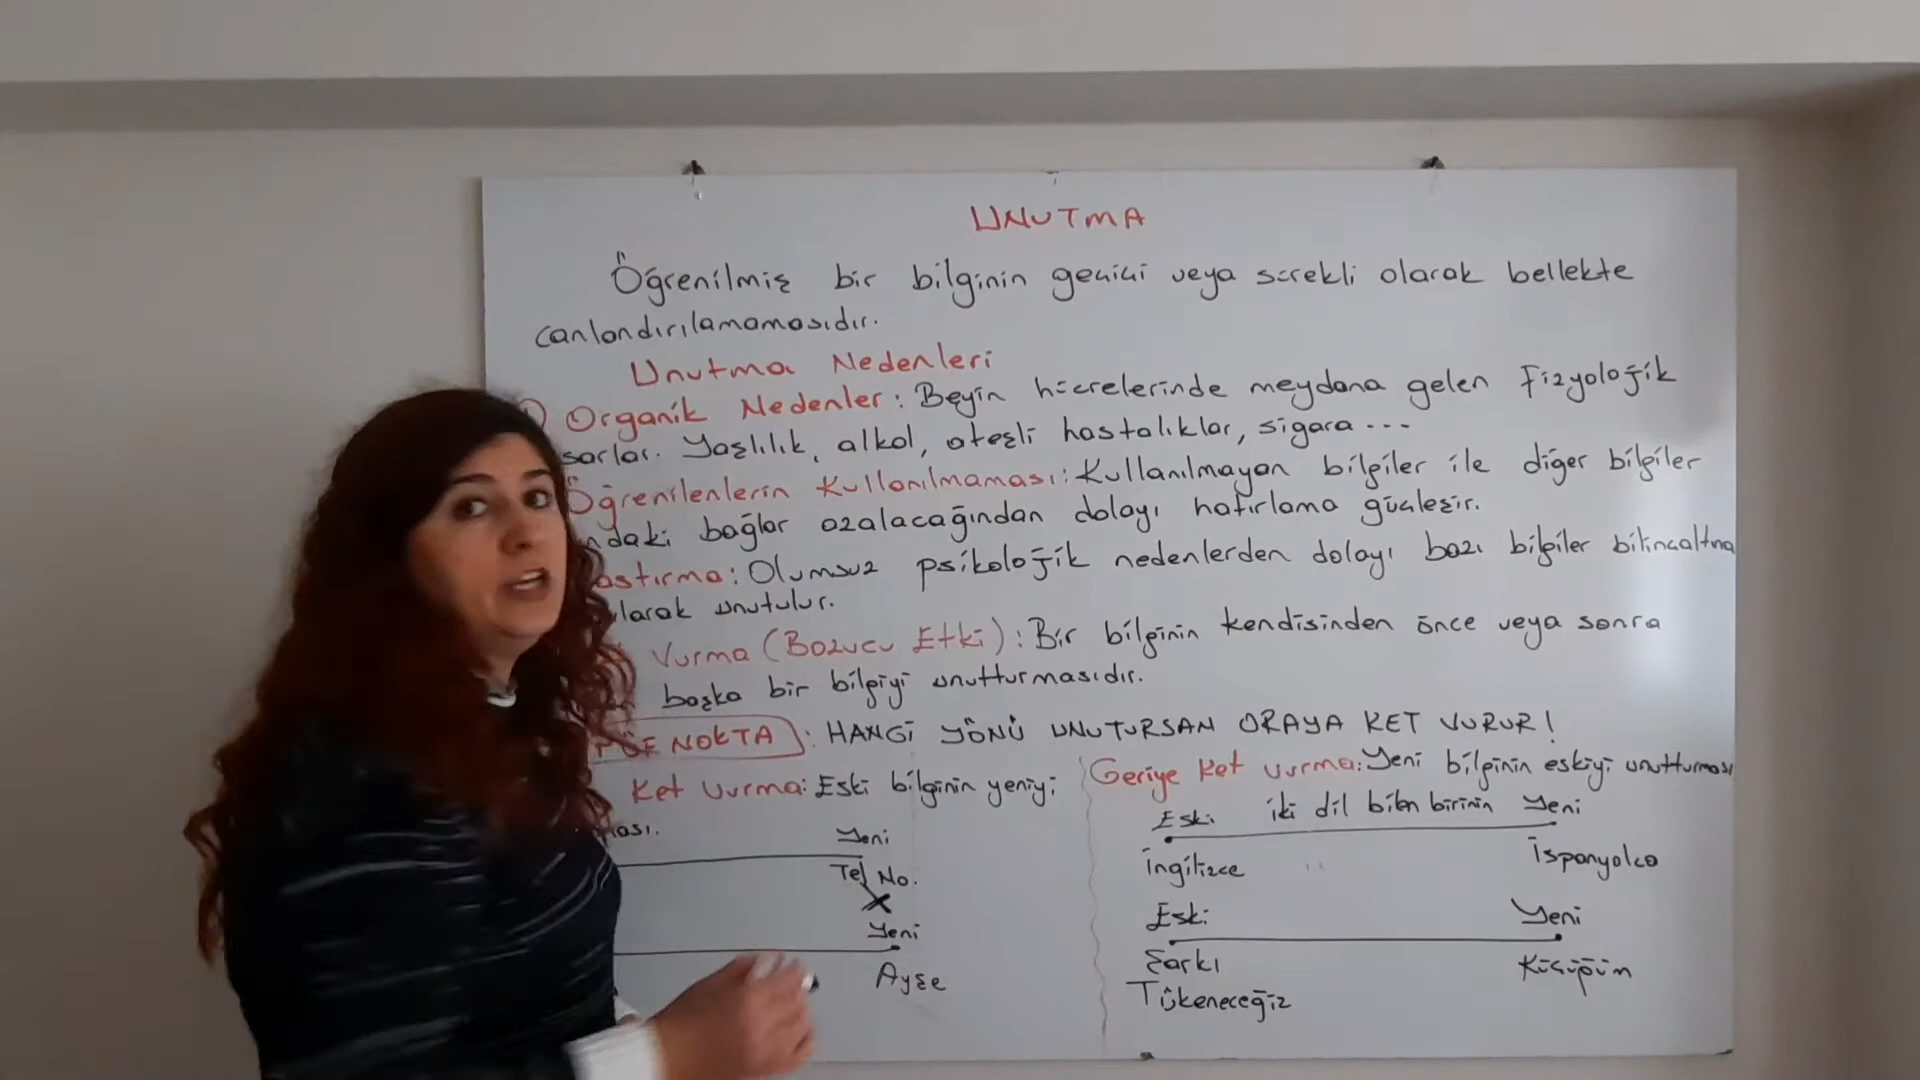 UNUTMA
Öğrenilmiş bir bilginin geçici veya sürekli olarak bellekte
canlandırılamamasıdır.
Unutma Nedenleri
Organik Nedenler: Beyin hücrelerinde meydana gelen Fizyolojik
Yaşlılık, alkol, ateşli hastalıklar, sigara...
Öğrenilenlerin Kullanılmaması: Kullanılmayan bilgiler ile diğer bilgiler
ndaki bağlar azalacağından dolayı hatırlama güçleşir.
astırma: Olumsuz psikolojik nedenlerden dolayı bazı bilgiler bilinçaltına
ılarak unutulur.
Vurma (Bozucu Etki): Bir bilginin kendisinden önce veya sonra
başka bir bilgiyi unutturmasıdır.
NOKTA: HANGİ YÖNÜ UNUTURSAN ORAYA KET VURUR!
Ket Vurma: Eski bilginin yeniyi
ası.
Yeni
Tel No.
X
Yeni
Ayşe
Geriye Ket vurma: Yeni bilginin eskiyi unutturması
Eski iki dil bilen birinin Yeni
İngilizce İspanyolca
Eski Yeni
Şarkı Küçüğüm
Tükeneceğiz